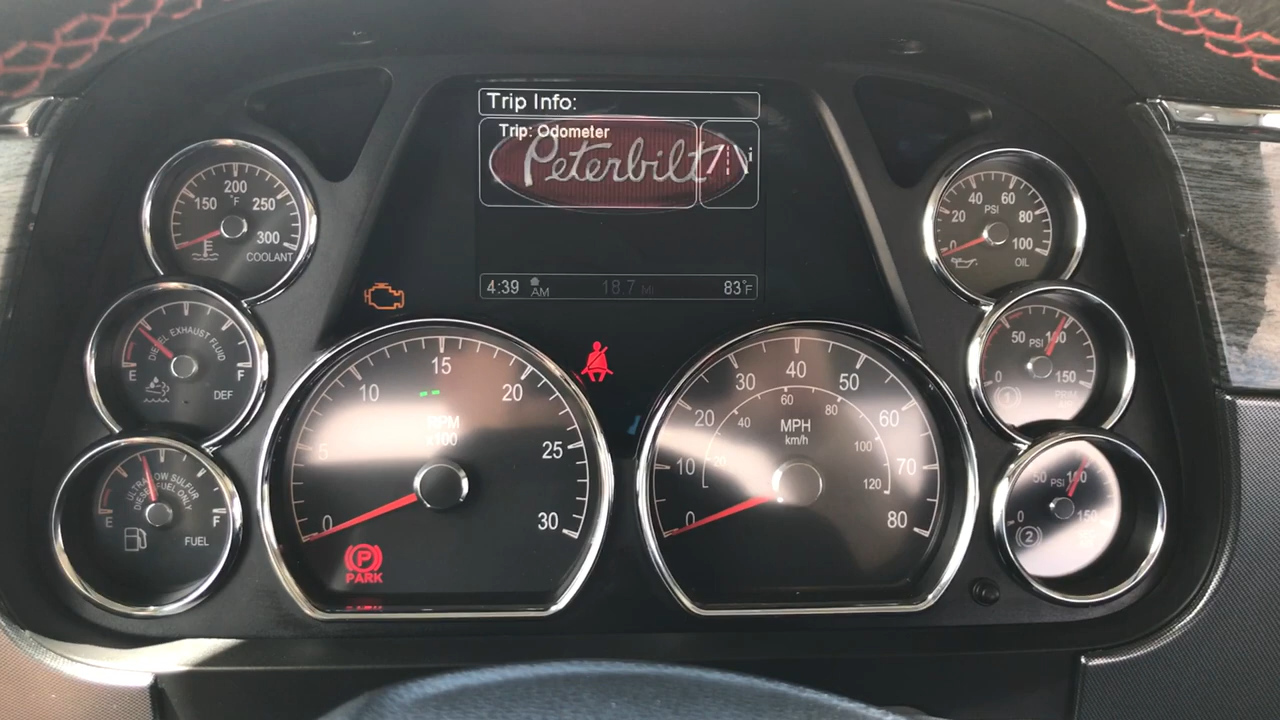 Trip Info:
Trip: Odometer
Peterbilt
i
4:39 AM 18.7 MI 83°F
150 200 250 300
°F
COOLANT
DIESEL EXHAUST FLUID
E F
DEF
ULTRA LOW SULFUR
DIESEL FUEL ONLY
E F
FUEL
0 5 10 15 20 25 30
RPM
x100
P
PARK
0 10 20 30 40 50 60 70 80
20 40 60 80 100 120
MPH
km/h
0 20 40 60 80 100
PSI
OIL
0 50 100 150
PSI
1
PRIM
0 50 100 150
PSI
2